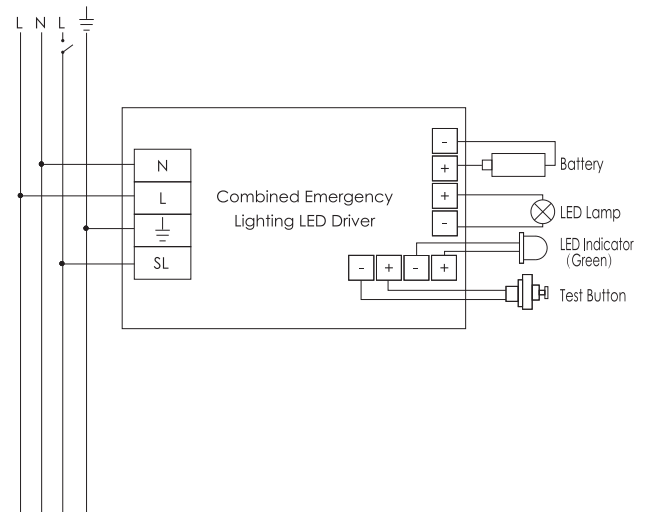 L N L
N
L
SL
Combined Emergency
Lighting LED Driver
-
+
+
-
- + - +
Battery
LED Lamp
LED Indicator
(Green)
Test Button